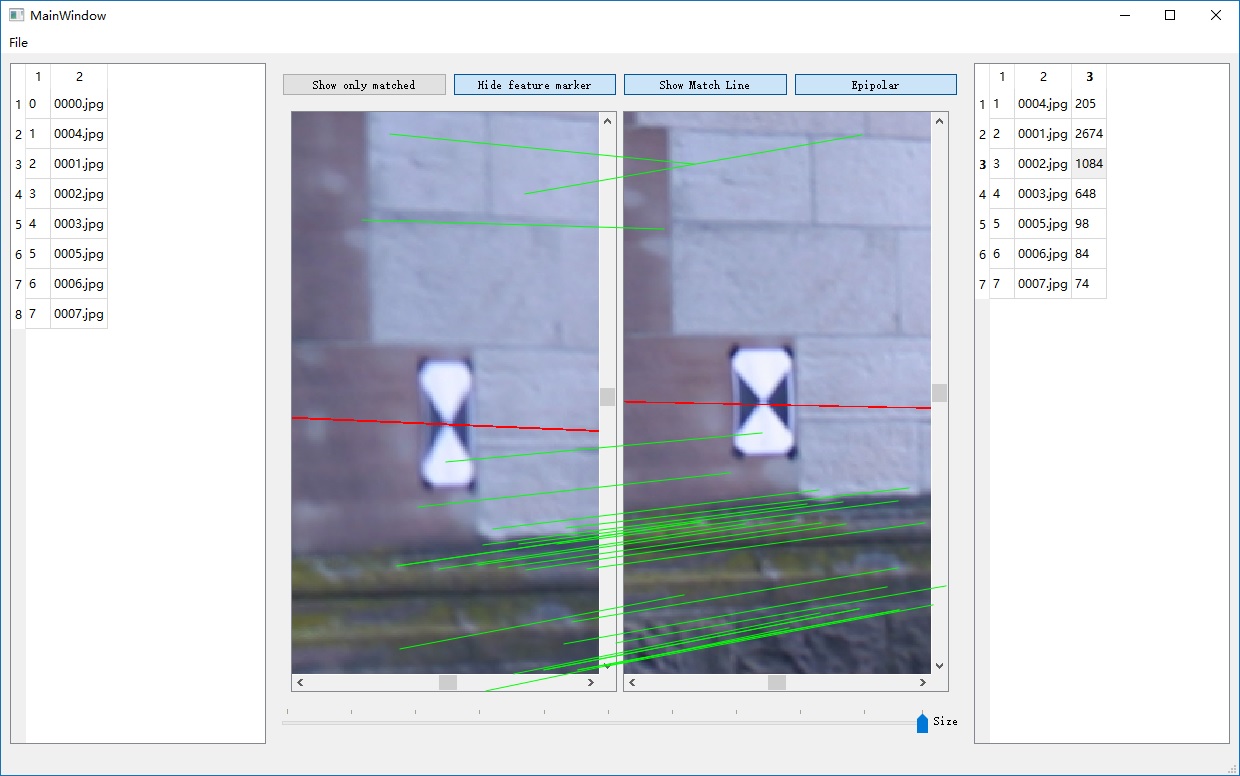 MainWindow
File
1 2
1 0 0000.jpg
2 1 0004.jpg
3 2 0001.jpg
4 3 0002.jpg
5 4 0003.jpg
6 5 0005.jpg
7 6 0006.jpg
8 7 0007.jpg
Show only matched
Hide feature marker
Show Match Line
Epipolar
Size
1 2 3
1 1 0004.jpg 205
2 2 0001.jpg 2674
3 3 0002.jpg 1084
4 4 0003.jpg 648
5 5 0005.jpg 98
6 6 0006.jpg 84
7 7 0007.jpg 74